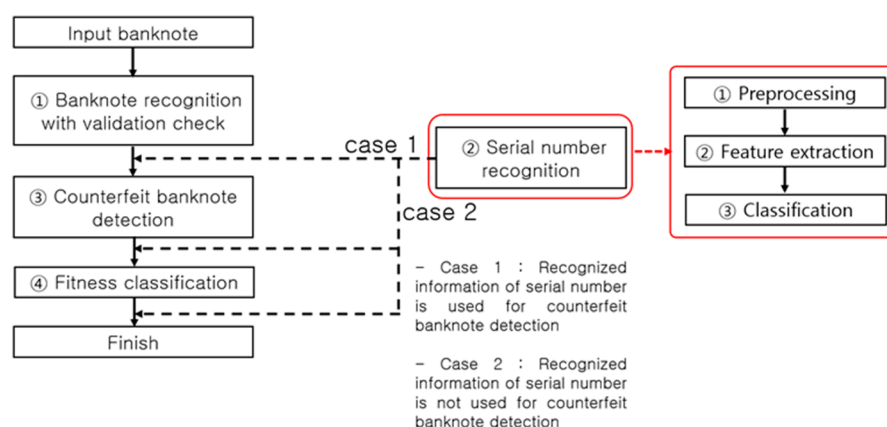 Input banknote
① Banknote recognition
with validation check
③ Counterfeit banknote
detection
④ Fitness classification
Finish
case 1
case 2
② Serial number
recognition
① Preprocessing
② Feature extraction
③ Classification
- Case 1 : Recognized
information of serial number
is used for counterfeit
banknote detection
- Case 2 : Recognized
information of serial number
is not used for counterfeit
banknote detection